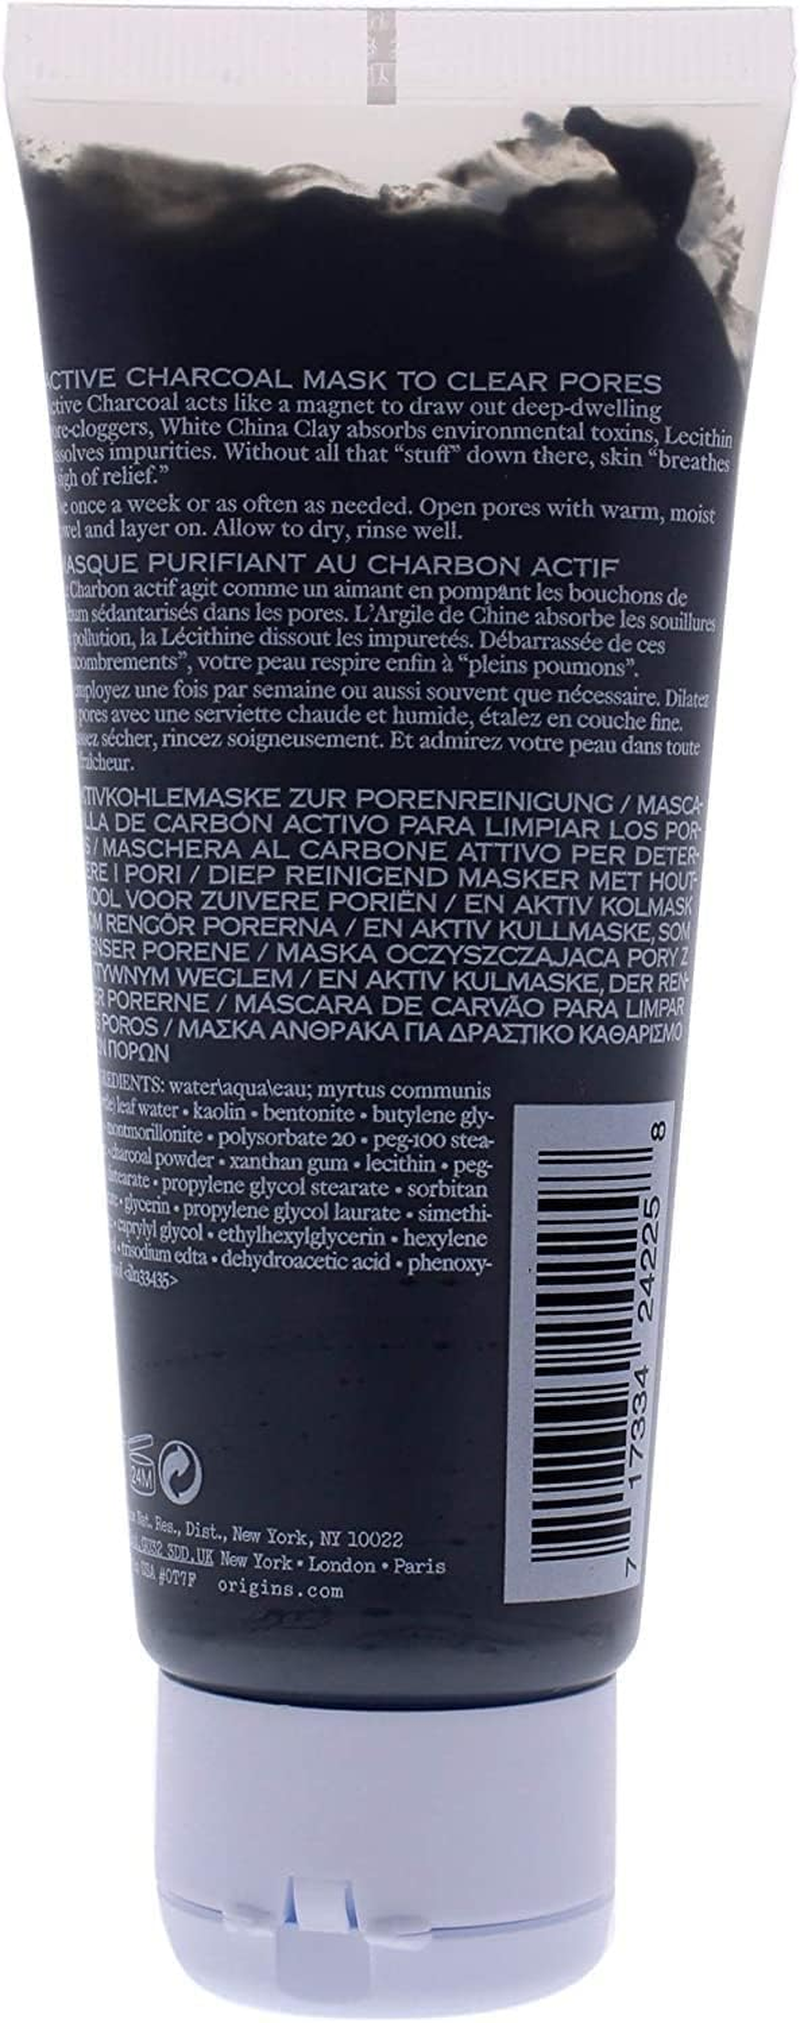 CTIVE CHARCOAL MASK TO CLEAR PORES
ctive Charcoal acts like a magnet to draw out deep-dwelling
re-cloggers, White China Clay absorbs environmental toxins, Lecithin
solves impurities. Without all that “stuff” down there, skin “breathes
igh of relief.”
e once a week or as often as needed. Open pores with warm, moist
wel and layer on. Allow to dry, rinse well.
ASQUE PURIFIANT AU CHARBON ACTIF
Charbon actif agit comme un aimant en pompant les bouchons de
bum sédantarisés dans les pores. L’Argile de Chine absorbe les souillures
pollution, la Lécithine dissout les impuretés. Débarrassée de ces
combrements”, votre peau respire enfin à “pleins poumons”.
mployez une fois par semaine ou aussi souvent que nécessaire. Dilatez
pores avec une serviette chaude et humide, étalez en couche fine.
ssez sécher, rincez soigneusement. Et admirez votre peau dans toute
fraîcheur.
TIVKOHLEMASKE ZUR PORENREINIGUNG / MASCA-
LLA DE CARBÓN ACTIVO PARA LIMPIAR LOS POR-
S / MASCHERA AL CARBONE ATTIVO PER DETER-
ERE I PORI / DIEP REINIGEND MASKER MET HOUT-
KOOL VOOR ZUIVERE PORIËN / EN AKTIV KOLMASK
OM RENGÖR PORERNA / EN AKTIV KULLMASKE, SOM
ENSER PORENE / MASKA OCZYSZCZAJACA PORY Z
TYWNYM WEGLEM / EN AKTIV KULMASKE, DER REN-
ER PORERNE / MÁSCARA DE CARVÃO PARA LIMPAR
S POROS / ΜΑΣΚΑ ΑΝΘΡΑΚΑ ΓΙΑ ΔΡΑΣΤΙΚΟ ΚΑΘΑΡΙΣΜΟ
ΩΝ ΠΟΡΩΝ
REDIENTS: water\aqua\eau; myrtus communis
leaf water • kaolin • bentonite • butylene gly-
montmorillonite • polysorbate 20 • peg-100 stea-
• charcoal powder • xanthan gum • lecithin • peg-
stearate • propylene glycol stearate • sorbitan
• glycerin • propylene glycol laurate • simethi-
• caprylyl glycol • ethylhexylglycerin • hexylene
• trisodium edta • dehydroacetic acid • phenoxy-
<iln33435>
24M
Nat. Res., Dist., New York, NY 10022
3DD.UK New York • London • Paris
USA #0T7F origins.com
7 17334 24225 8